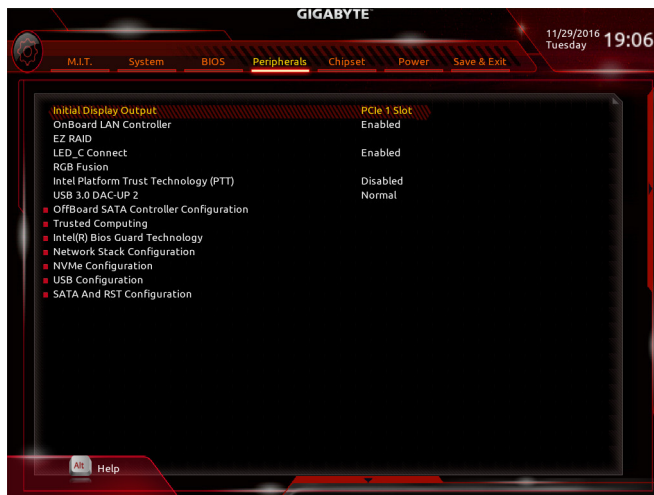 GIGABYTE™
11/29/2016 19:06
Tuesday
M.I.T. System BIOS Peripherals Chipset Power Save & Exit
Initial Display Output PCIe 1 Slot
OnBoard LAN Controller Enabled
EZ RAID
LED_C Connect Enabled
RGB Fusion
Intel Platform Trust Technology (PTT) Disabled
USB 3.0 DAC-UP 2 Normal
OffBoard SATA Controller Configuration
Trusted Computing
Intel(R) Bios Guard Technology
Network Stack Configuration
NVMe Configuration
USB Configuration
SATA And RST Configuration
Alt Help